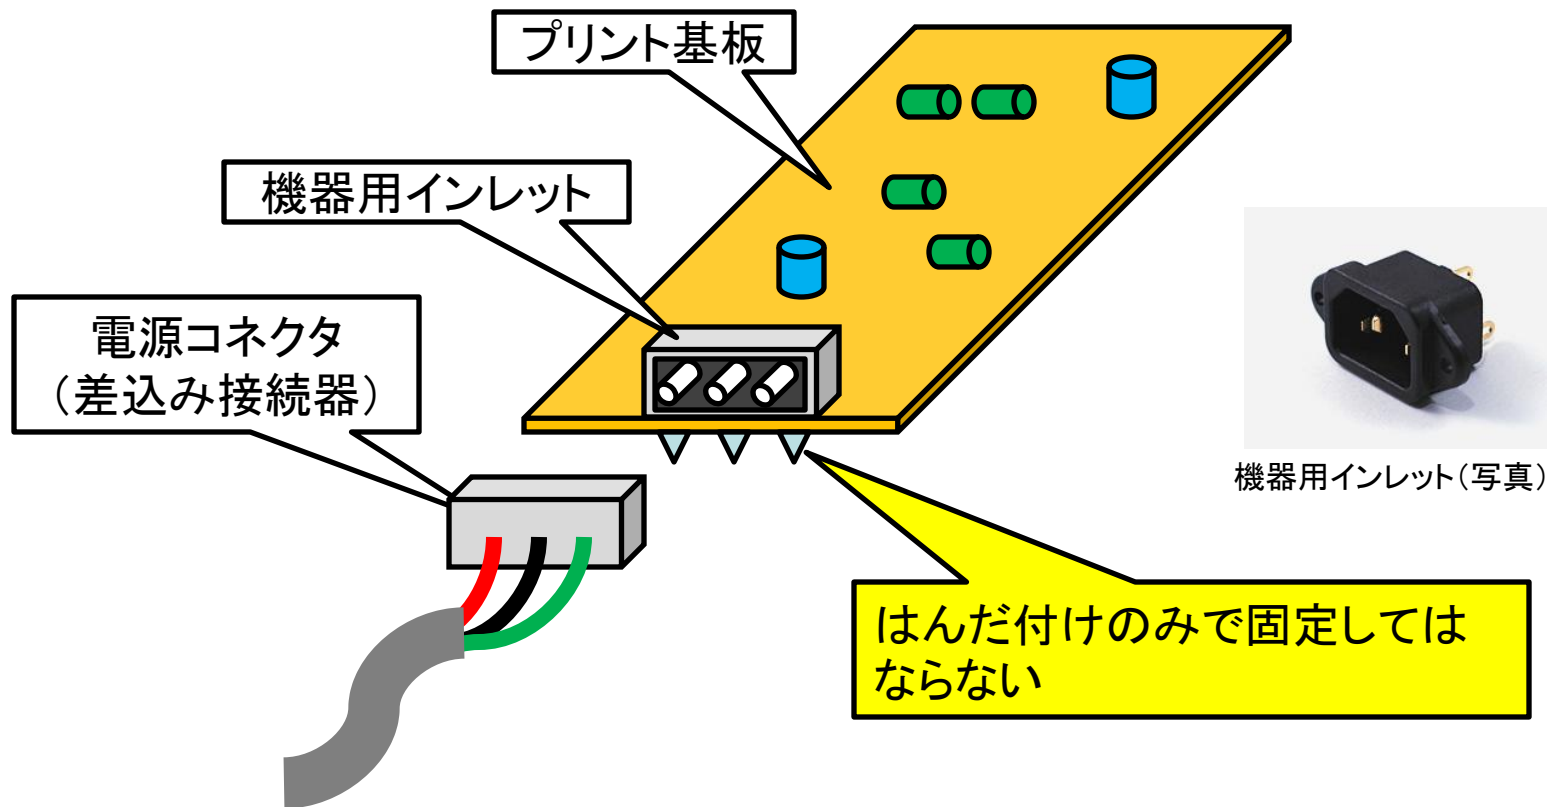 プリント基板
機器用インレット
電源コネクタ
（差込み接続器）
機器用インレット（写真）
はんだ付けのみで固定しては
ならない